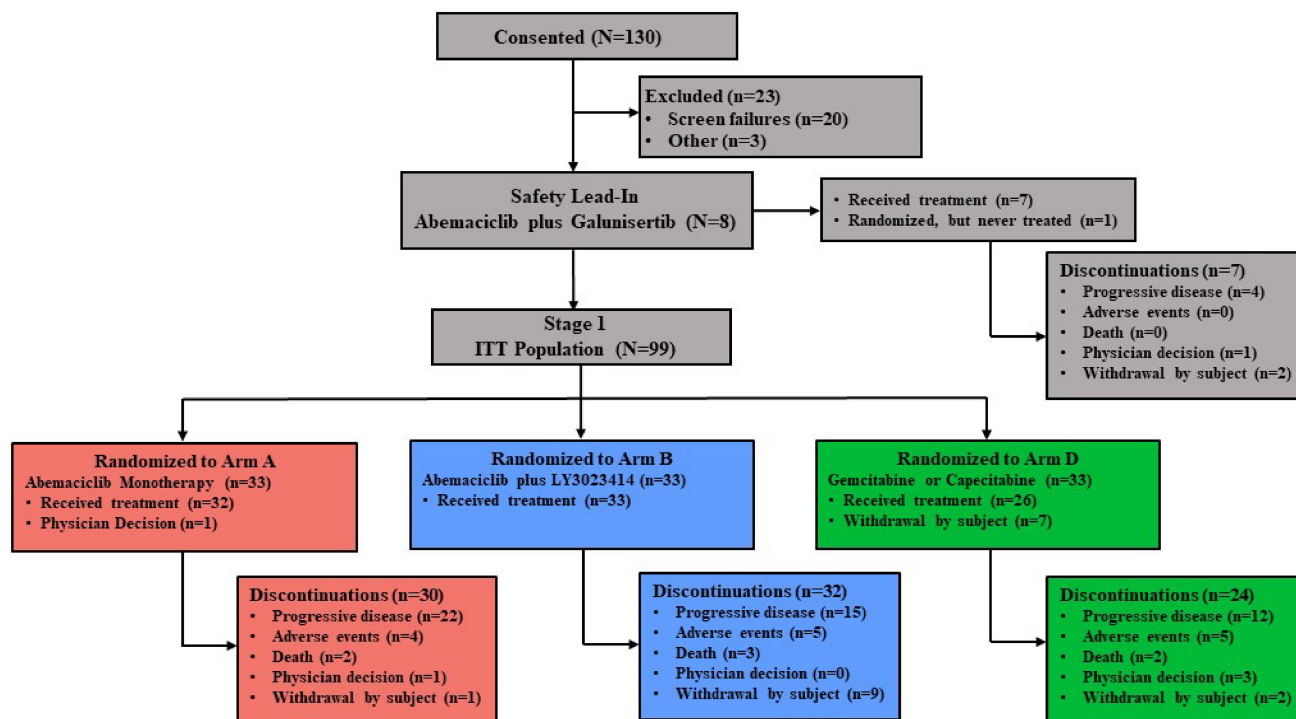 Consented (N=130)
Excluded (n=23)
• Screen failures (n=20)
• Other (n=3)
Safety Lead-In
Abemaciclib plus Galunisertib (N=8)
• Received treatment (n=7)
• Randomized, but never treated (n=1)
Discontinuations (n=7)
• Progressive disease (n=4)
• Adverse events (n=0)
• Death (n=0)
• Physician decision (n=1)
• Withdrawal by subject (n=2)
Stage 1
ITT Population (N=99)
Randomized to Arm A
Abemaciclib Monotherapy (n=33)
• Received treatment (n=32)
• Physician Decision (n=1)
Randomized to Arm B
Abemaciclib plus LY3023414 (n=33)
• Received treatment (n=33)
Randomized to Arm D
Gemcitabine or Capecitabine (n=33)
• Received treatment (n=26)
• Withdrawal by subject (n=7)
Discontinuations (n=30)
• Progressive disease (n=22)
• Adverse events (n=4)
• Death (n=2)
• Physician decision (n=1)
• Withdrawal by subject (n=1)
Discontinuations (n=32)
• Progressive disease (n=15)
• Adverse events (n=5)
• Death (n=3)
• Physician decision (n=0)
• Withdrawal by subject (n=9)
Discontinuations (n=24)
• Progressive disease (n=12)
• Adverse events (n=5)
• Death (n=2)
• Physician decision (n=3)
• Withdrawal by subject (n=2)